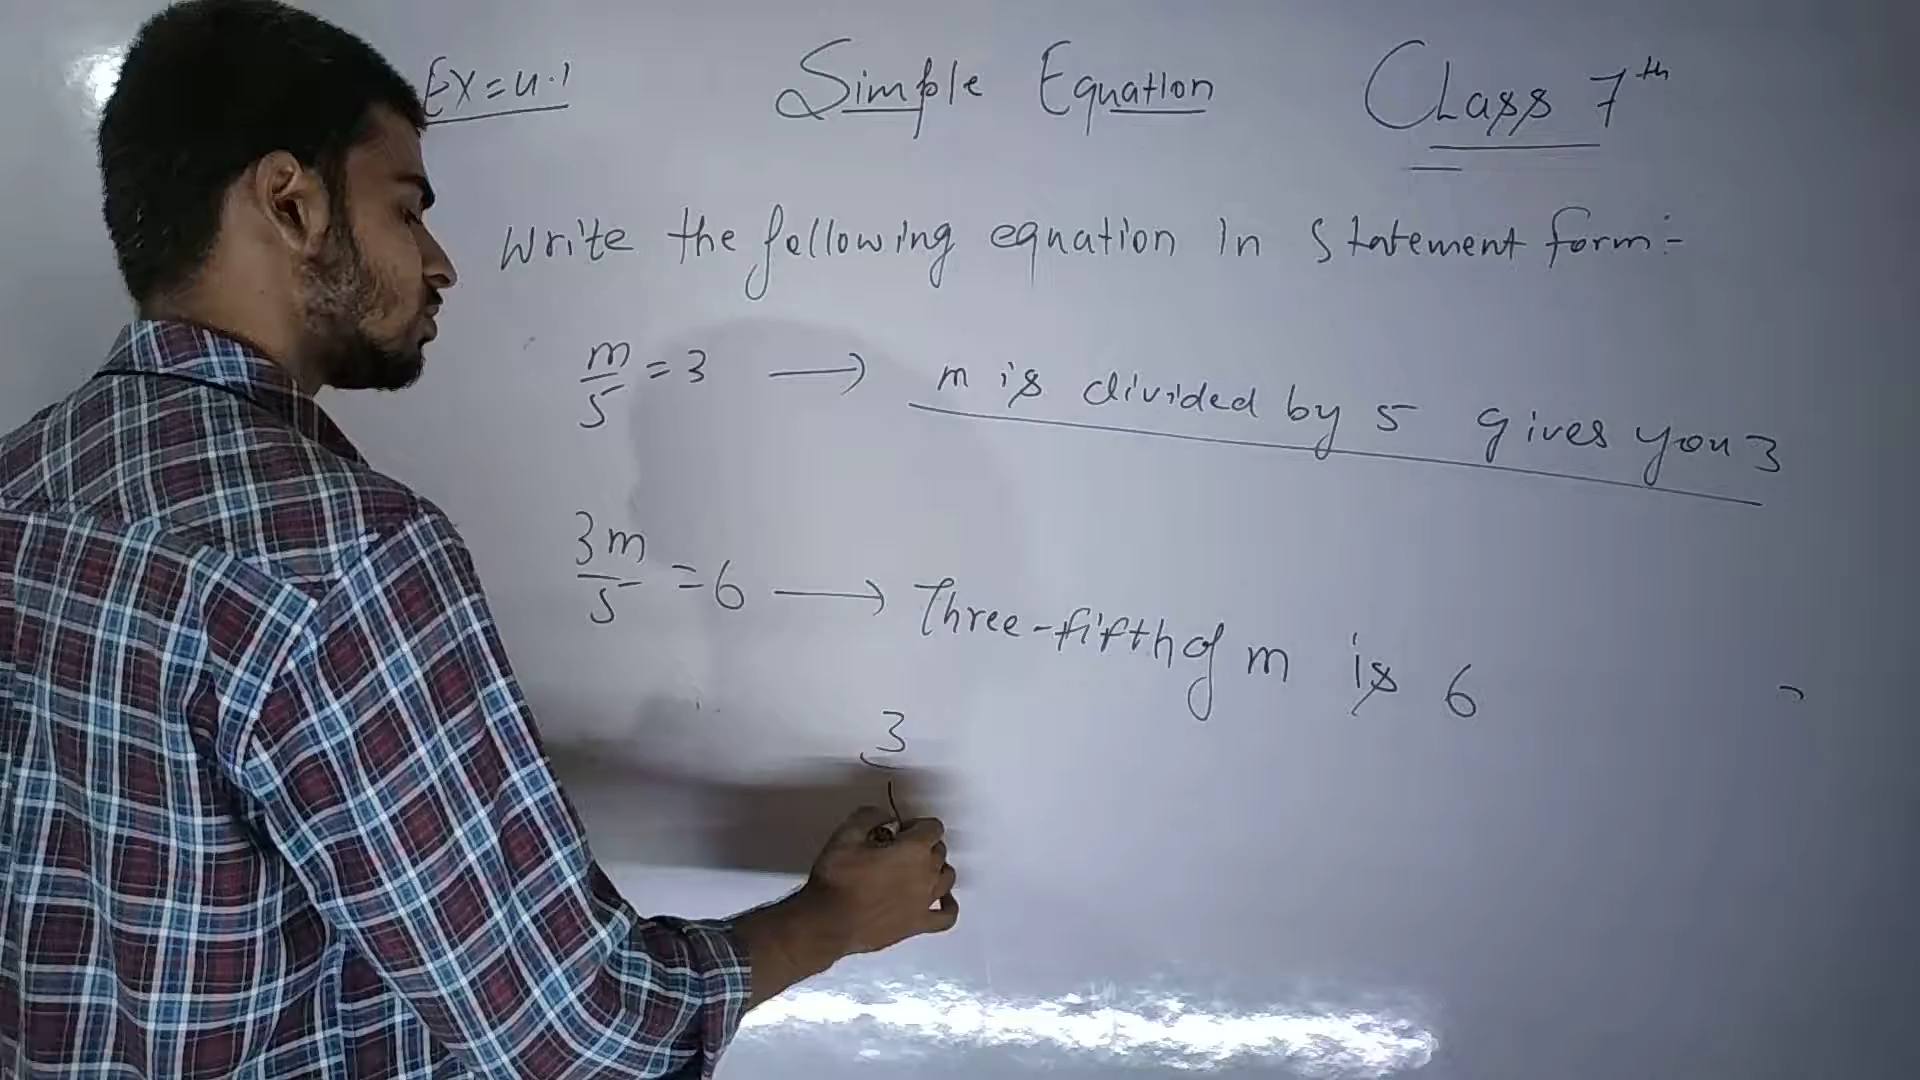 Ex = 4.1 Simple Equation Class 7th
Write the following equation in statement form:-
m/5 = 3 → m is divided by 5 gives you 3
3m/5 = 6 → Three-fifth of m is 6
3